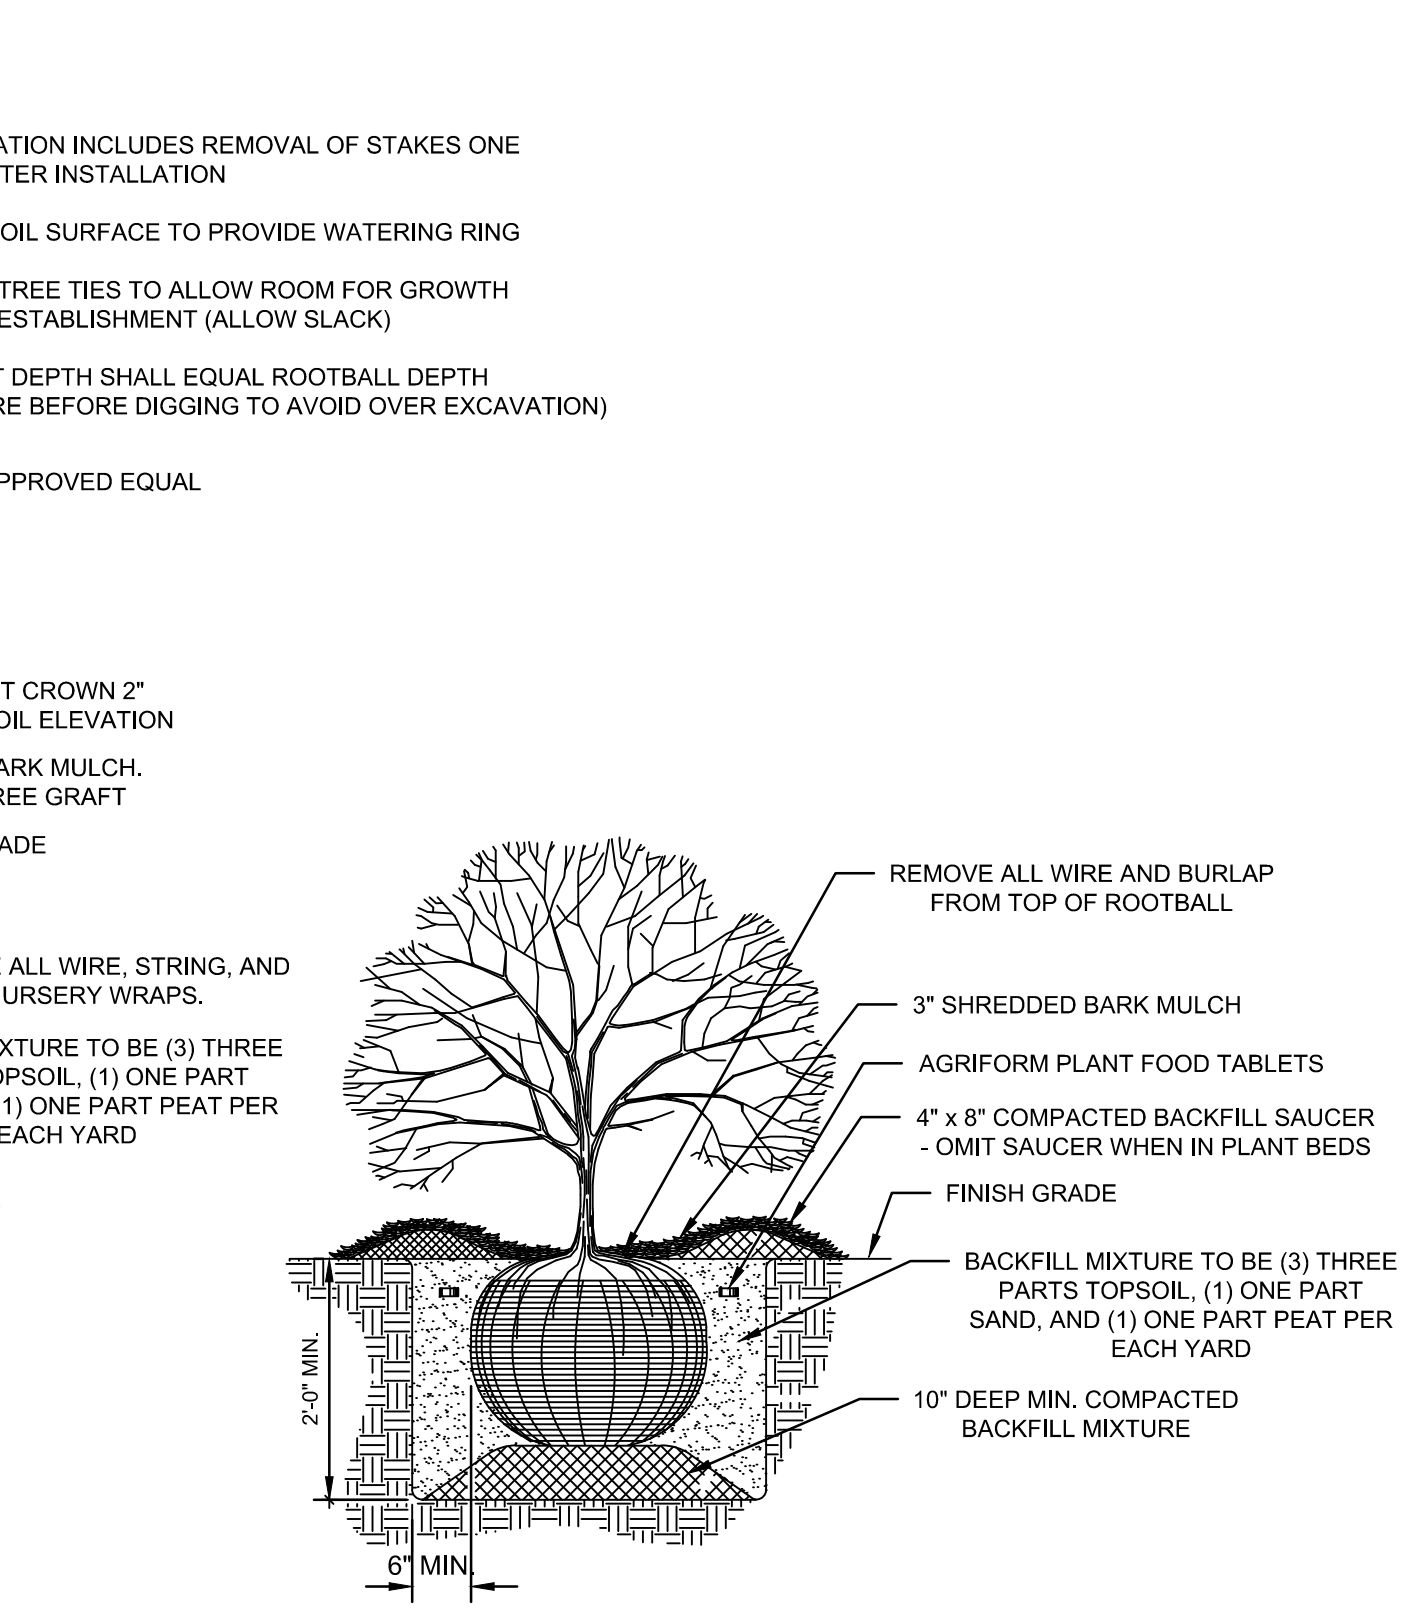 ATION INCLUDES REMOVAL OF STAKES ONE
TER INSTALLATION
OIL SURFACE TO PROVIDE WATERING RING
TREE TIES TO ALLOW ROOM FOR GROWTH
ESTABLISHMENT (ALLOW SLACK)
T DEPTH SHALL EQUAL ROOTBALL DEPTH
RE BEFORE DIGGING TO AVOID OVER EXCAVATION)
PPROVED EQUAL
T CROWN 2"
OIL ELEVATION
ARK MULCH.
REE GRAFT
ADE
E ALL WIRE, STRING, AND
URSERY WRAPS.
XTURE TO BE (3) THREE
OPSOIL, (1) ONE PART
1) ONE PART PEAT PER
EACH YARD
REMOVE ALL WIRE AND BURLAP
FROM TOP OF ROOTBALL
3" SHREDDED BARK MULCH
AGRIFORM PLANT FOOD TABLETS
4" x 8" COMPACTED BACKFILL SAUCER
- OMIT SAUCER WHEN IN PLANT BEDS
FINISH GRADE
BACKFILL MIXTURE TO BE (3) THREE
PARTS TOPSOIL, (1) ONE PART
SAND, AND (1) ONE PART PEAT PER
EACH YARD
10" DEEP MIN. COMPACTED
BACKFILL MIXTURE
2'-0" MIN.
6" MIN.